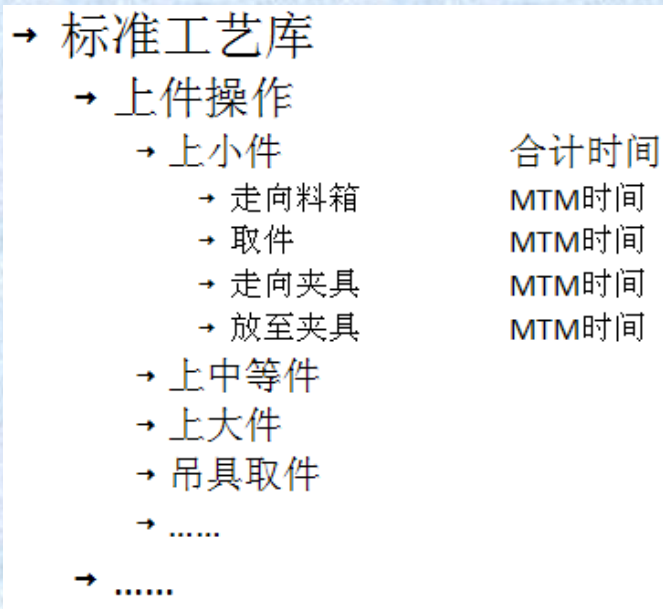 → 标准工艺库
→ 上件操作
→ 上小件 合计时间
→ 走向料箱 MTM时间
→ 取件 MTM时间
→ 走向夹具 MTM时间
→ 放至夹具 MTM时间
→ 上中等件
→ 上大件
→ 吊具取件
→ ......
→ ......